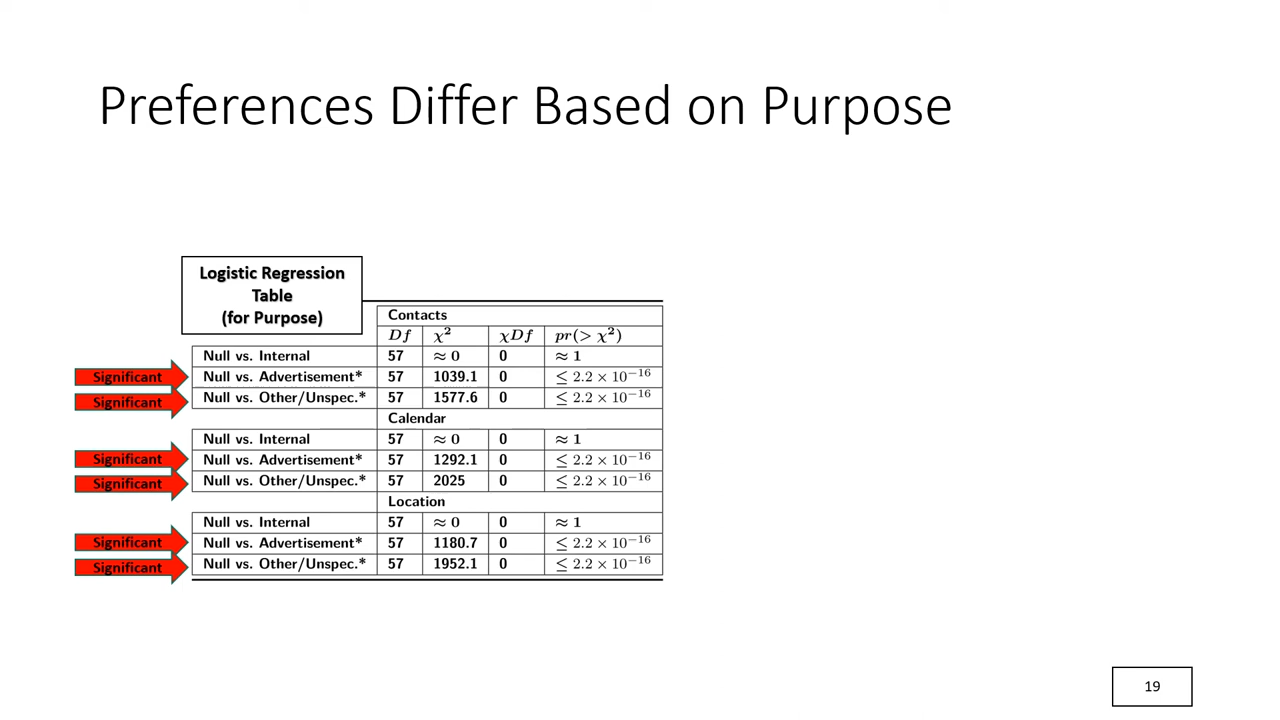 Preferences Differ Based on Purpose
Logistic Regression
Table
(for Purpose)
Contacts
Df χ² χDf pr(> χ²)
Null vs. Internal 57 ≈ 0 0 ≈ 1
Significant Null vs. Advertisement* 57 1039.1 0 ≤ 2.2 × 10⁻¹⁶
Significant Null vs. Other/Unspec.* 57 1577.6 0 ≤ 2.2 × 10⁻¹⁶
Calendar
Null vs. Internal 57 ≈ 0 0 ≈ 1
Significant Null vs. Advertisement* 57 1292.1 0 ≤ 2.2 × 10⁻¹⁶
Significant Null vs. Other/Unspec.* 57 2025 0 ≤ 2.2 × 10⁻¹⁶
Location
Null vs. Internal 57 ≈ 0 0 ≈ 1
Significant Null vs. Advertisement* 57 1180.7 0 ≤ 2.2 × 10⁻¹⁶
Significant Null vs. Other/Unspec.* 57 1952.1 0 ≤ 2.2 × 10⁻¹⁶
19